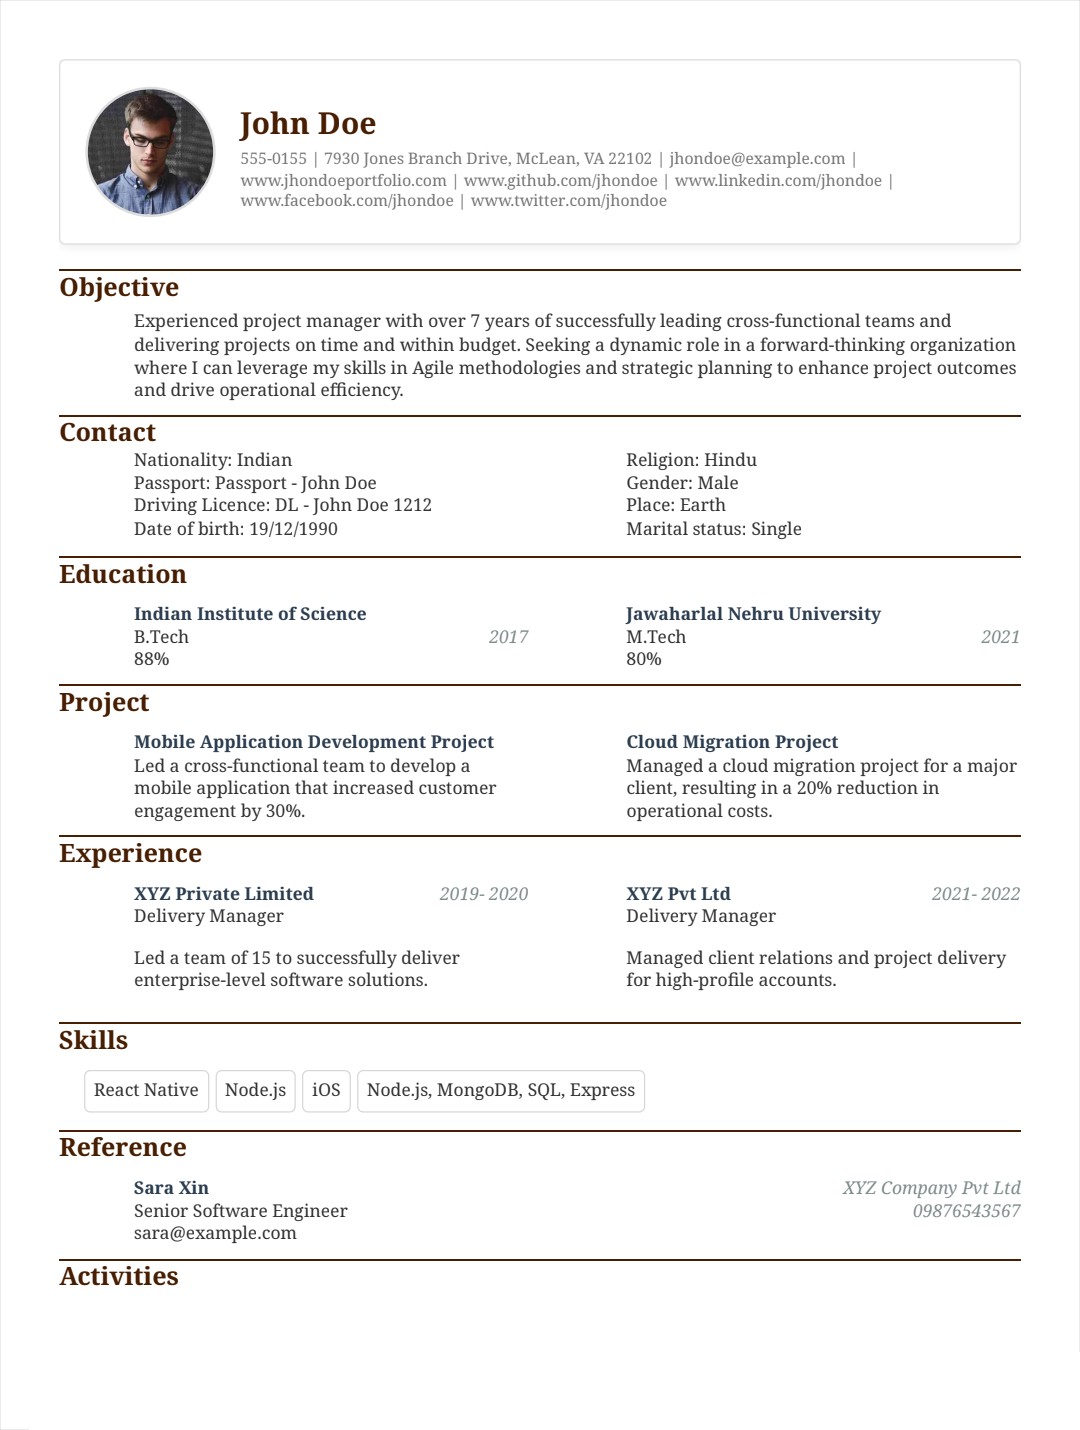 John Doe
555-0155 | 7930 Jones Branch Drive, McLean, VA 22102 | jhondoe@example.com |
www.jhondoeportfolio.com | www.github.com/jhondoe | www.linkedin.com/jhondoe |
www.facebook.com/jhondoe | www.twitter.com/jhondoe
Objective
Experienced project manager with over 7 years of successfully leading cross-functional teams and
delivering projects on time and within budget. Seeking a dynamic role in a forward-thinking organization
where I can leverage my skills in Agile methodologies and strategic planning to enhance project outcomes
and drive operational efficiency.
Contact
Nationality: Indian
Passport: Passport - John Doe
Driving Licence: DL - John Doe 1212
Date of birth: 19/12/1990
Religion: Hindu
Gender: Male
Place: Earth
Marital status: Single
Education
Indian Institute of Science
B.Tech 2017
88%
Jawaharlal Nehru University
M.Tech 2021
80%
Project
Mobile Application Development Project
Led a cross-functional team to develop a
mobile application that increased customer
engagement by 30%.
Cloud Migration Project
Managed a cloud migration project for a major
client, resulting in a 20% reduction in
operational costs.
Experience
XYZ Private Limited 2019- 2020
Delivery Manager
Led a team of 15 to successfully deliver
enterprise-level software solutions.
XYZ Pvt Ltd 2021- 2022
Delivery Manager
Managed client relations and project delivery
for high-profile accounts.
Skills
React Native Node.js iOS Node.js, MongoDB, SQL, Express
Reference
Sara Xin XYZ Company Pvt Ltd
Senior Software Engineer 09876543567
sara@example.com
Activities